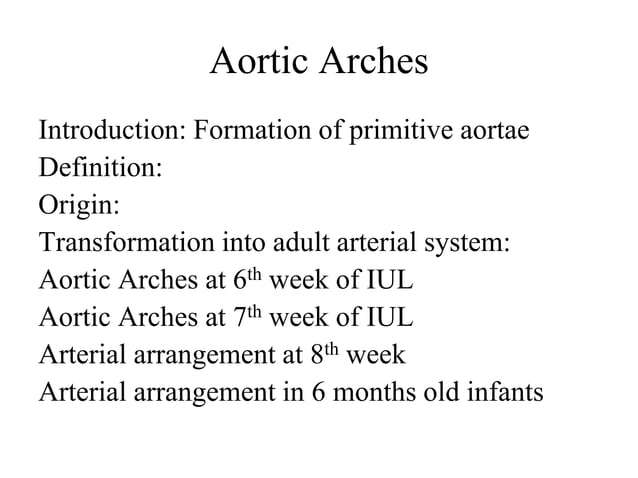 Aortic Arches
Introduction: Formation of primitive aortae
Definition:
Origin:
Transformation into adult arterial system:
Aortic Arches at 6th week of IUL
Aortic Arches at 7th week of IUL
Arterial arrangement at 8th week
Arterial arrangement in 6 months old infants